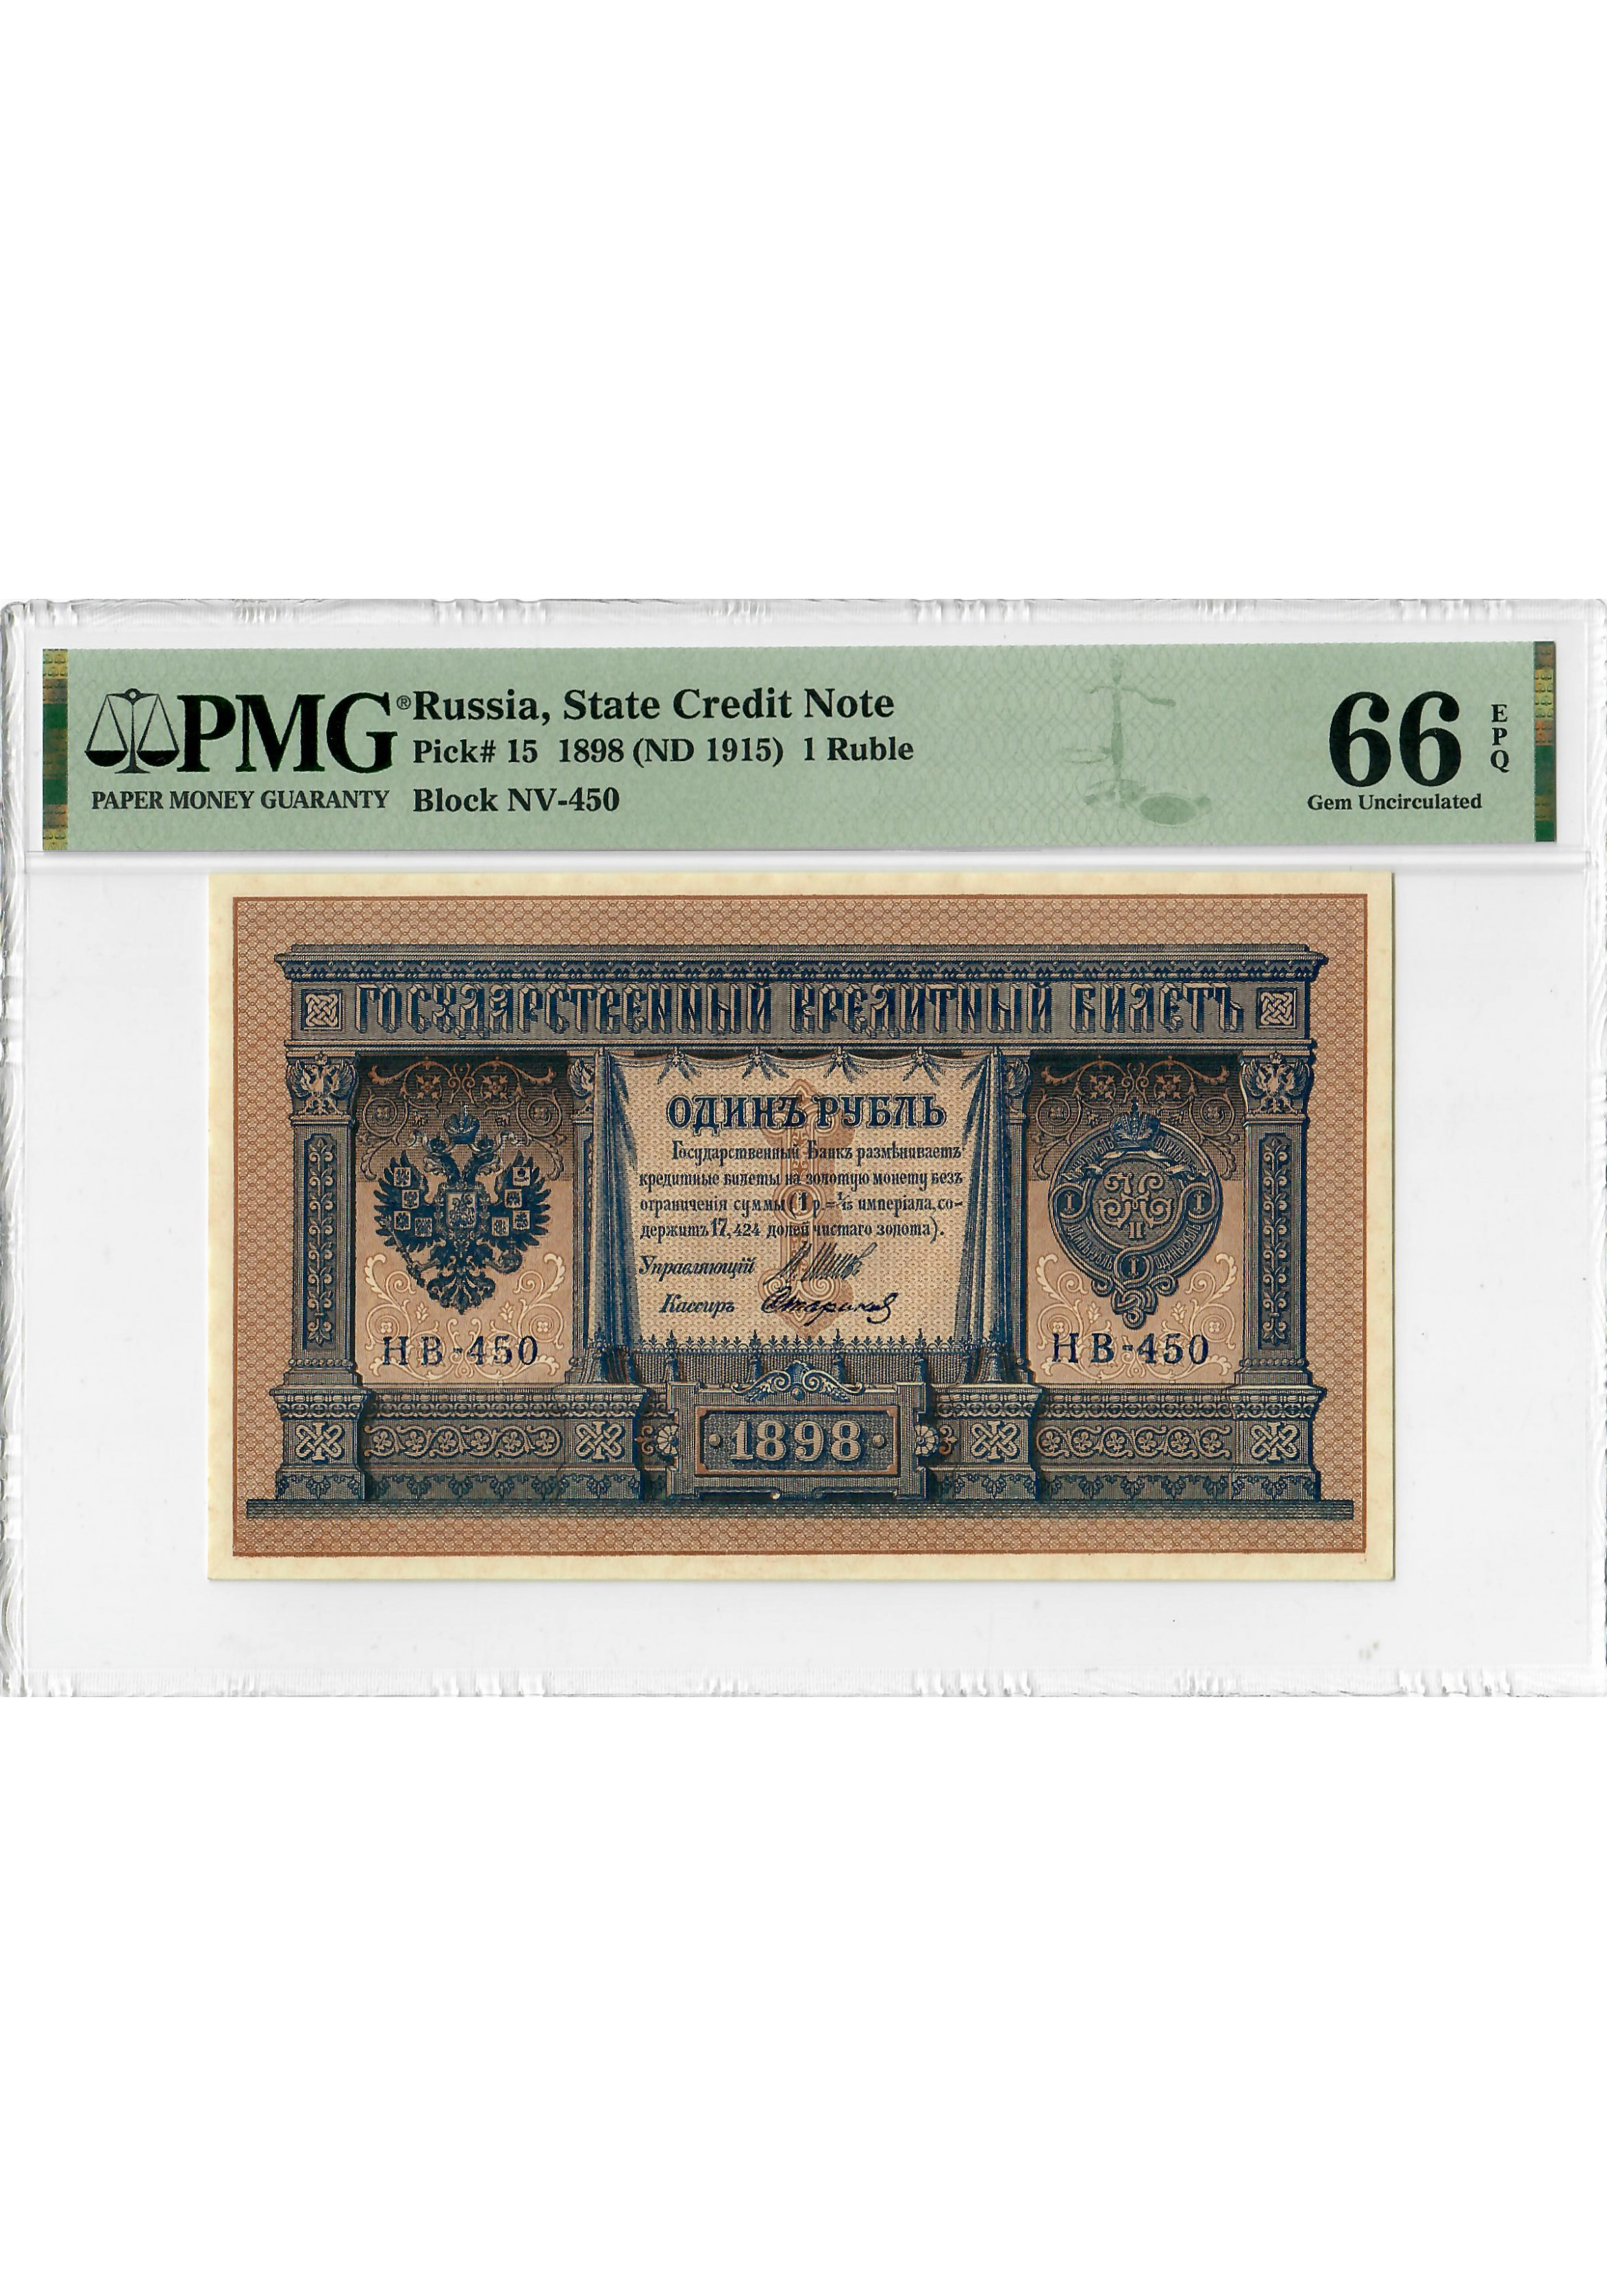 PMG® Russia, State Credit Note
Pick# 15 1898 (ND 1915) 1 Ruble
PAPER MONEY GUARANTY Block NV-450
66 EPQ
Gem Uncirculated
ГОСУДАРСТВЕННЫЙ КРЕДИТНЫЙ БИЛЕТЪ
ОДИНЪ РУБЛЬ
Государственный Банкъ размѣниваетъ
кредитные билеты на золотую монету безъ
ограниченія суммы (1 р. = 1/15 имперіала, со-
держитъ 17,424 долей чистаго золота).
Управляющій
Кассиръ
НВ-450 НВ-450
1898